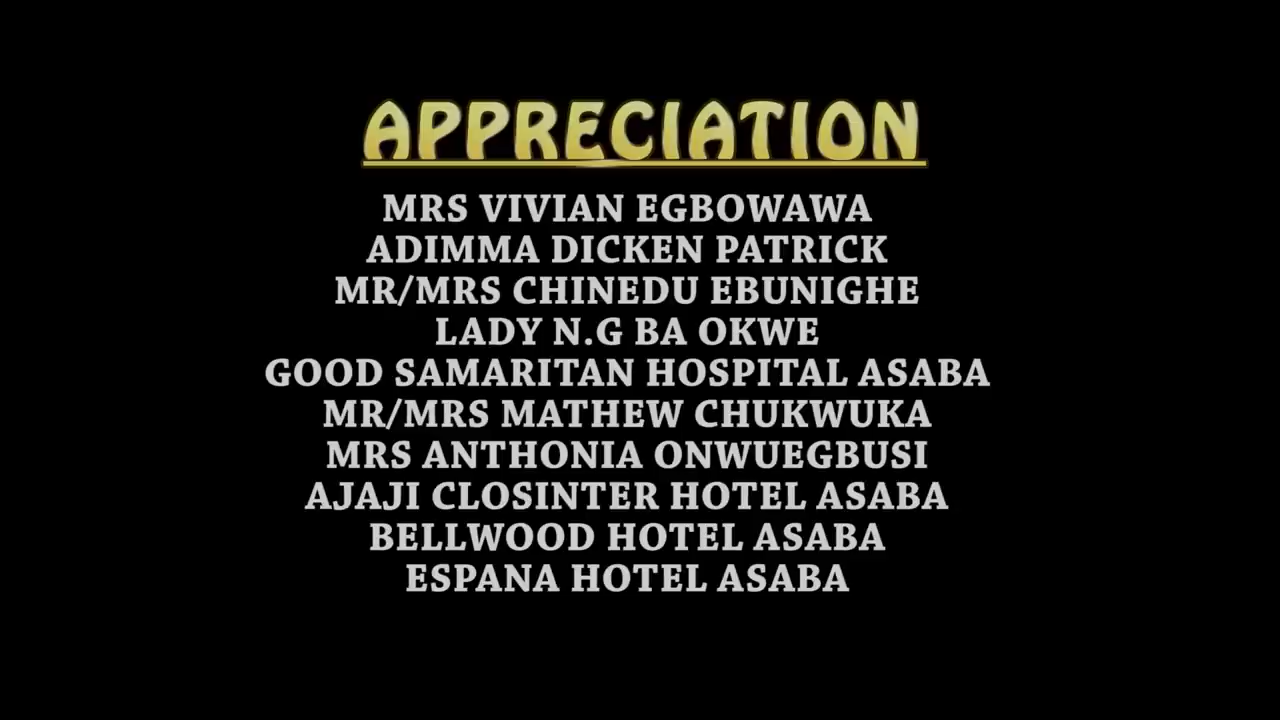 APPRECIATION
MRS VIVIAN EGBOWAWA
ADIMMA DICKEN PATRICK
MR/MRS CHINEDU EBUNIGHE
LADY N.G BA OKWE
GOOD SAMARITAN HOSPITAL ASABA
MR/MRS MATHEW CHUKWUKA
MRS ANTHONIA ONWUEGBUSI
AJAJI CLOSINTER HOTEL ASABA
BELLWOOD HOTEL ASABA
ESPANA HOTEL ASABA